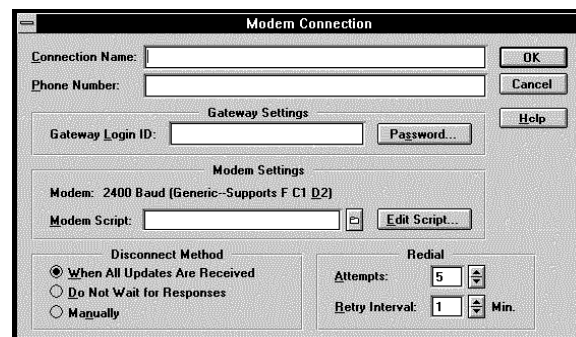 Modem Connection
Connection Name:
OK
Phone Number:
Cancel
Help
Gateway Settings
Gateway Login ID:
Password...
Modem Settings
Modem: 2400 Baud (Generic--Supports F C1 D2)
Modem Script:
Edit Script...
Disconnect Method
When All Updates Are Received
Do Not Wait for Responses
Manually
Redial
Attempts: 5
Retry Interval: 1 Min.